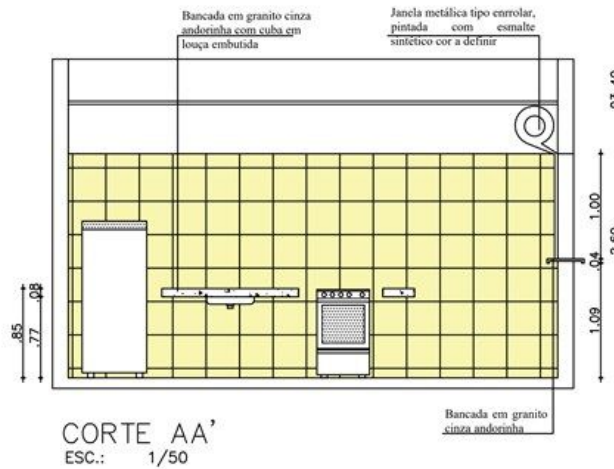 Bancada em granito cinza
andorinha com cuba em
louça embutida
Janela metálica tipo enrrolar,
pintada com esmalte
sintético cor a definir
1.00
.04
1.09
.08
.85
.77
Bancada em granito
cinza andorinha
CORTE AA'
ESC.: 1/50